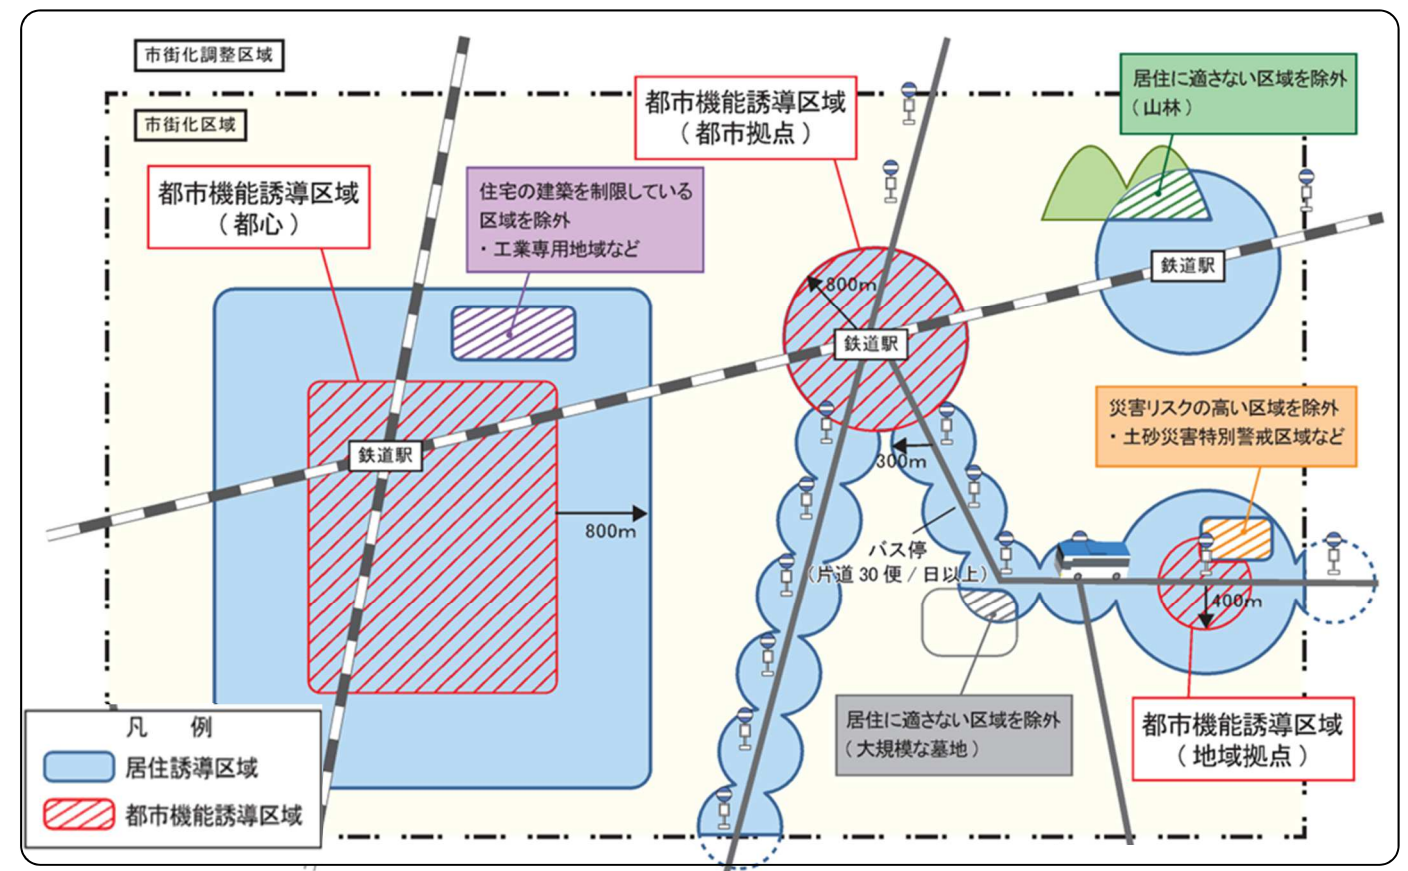 市街化調整区域
市街化区域
都市機能誘導区域
（都心）
住宅の建築を制限している
区域を除外
・工業専用地域など
都市機能誘導区域
（都市拠点）
居住に適さない区域を除外
（山林）
鉄道駅
800m
鉄道駅
災害リスクの高い区域を除外
・土砂災害特別警戒区域など
300m
鉄道駅
800m
バス停
（片道30便/日以上）
400m
居住に適さない区域を除外
（大規模な墓地）
都市機能誘導区域
（地域拠点）
凡　例
居住誘導区域
都市機能誘導区域